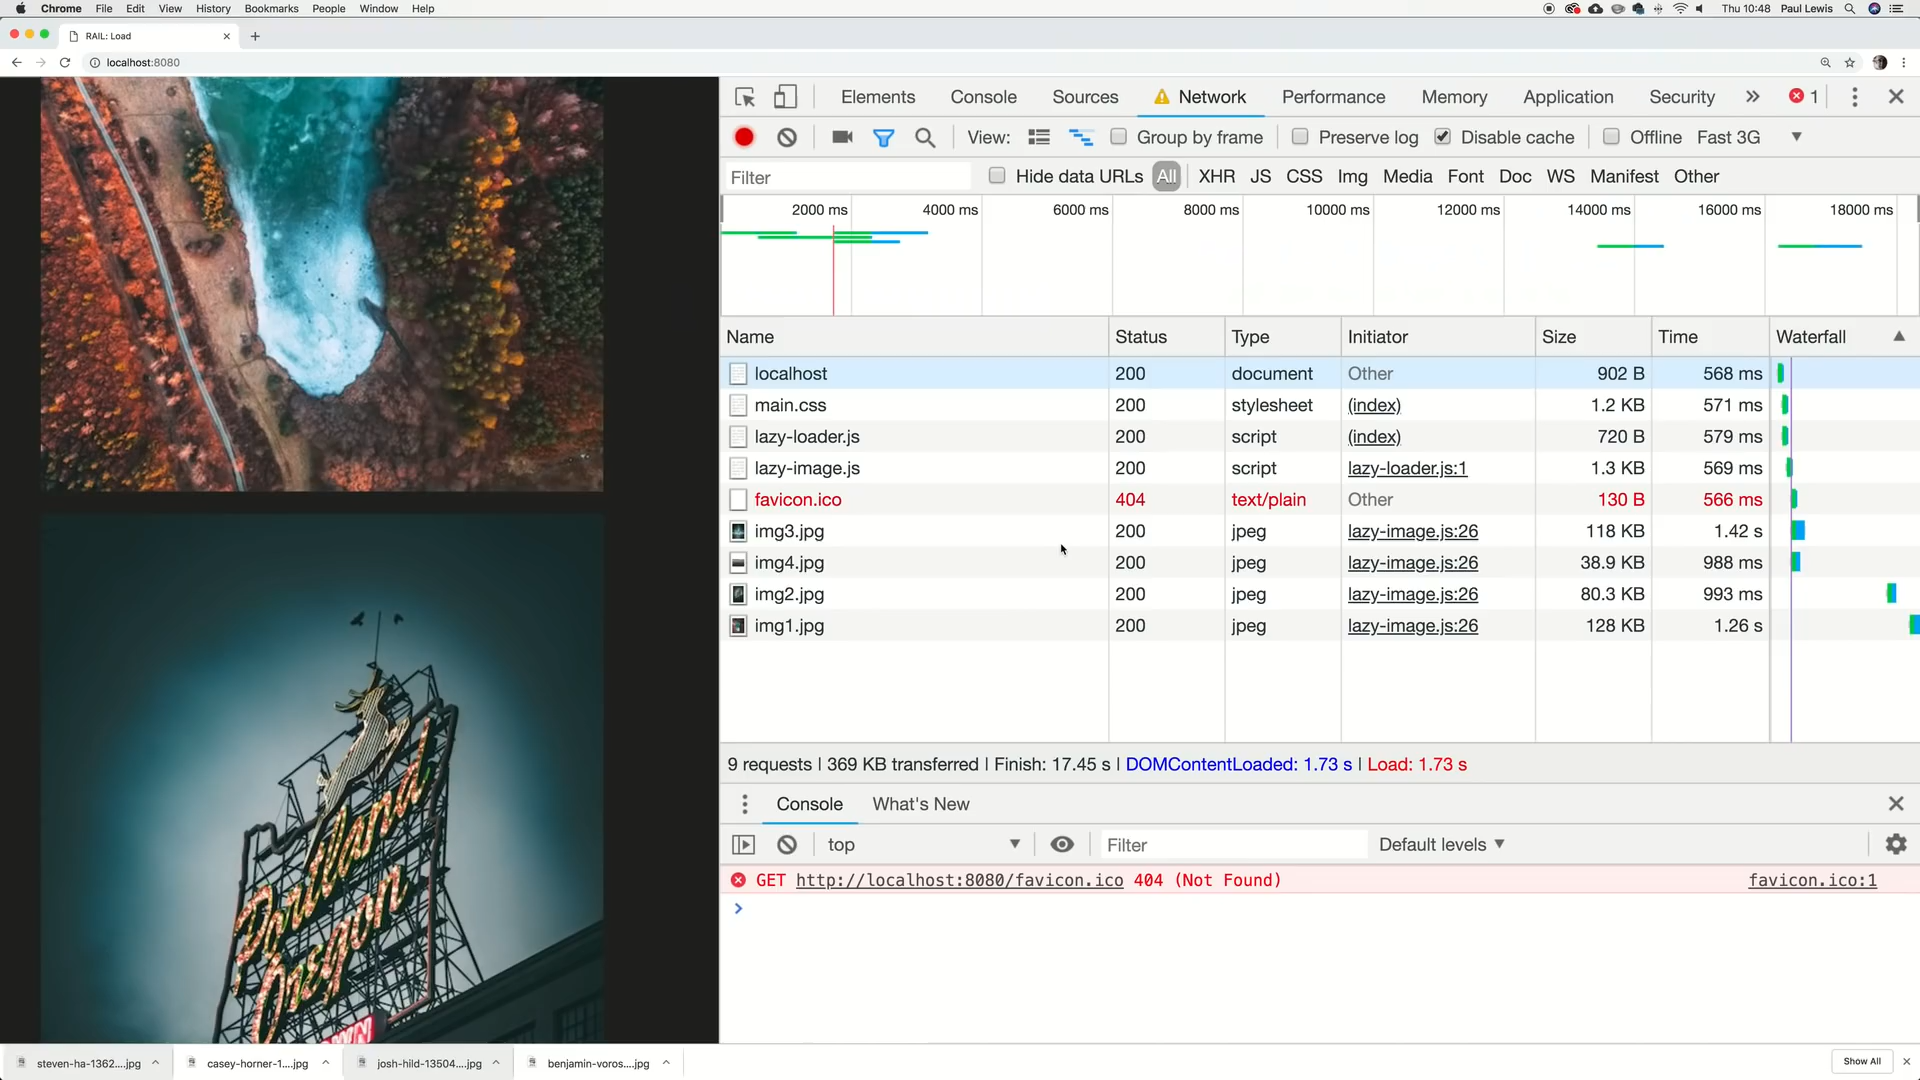 Chrome File Edit View History Bookmarks People Window Help Thu 10:48 Paul Lewis
RAIL: Load
localhost:8080
Elements Console Sources Network Performance Memory Application Security 1
View: Group by frame Preserve log Disable cache Offline Fast 3G
Filter Hide data URLs All XHR JS CSS Img Media Font Doc WS Manifest Other
2000 ms 4000 ms 6000 ms 8000 ms 10000 ms 12000 ms 14000 ms 16000 ms 18000 ms
Name Status Type Initiator Size Time Waterfall
localhost 200 document Other 902 B 568 ms
main.css 200 stylesheet (index) 1.2 KB 571 ms
lazy-loader.js 200 script (index) 720 B 579 ms
lazy-image.js 200 script lazy-loader.js:1 1.3 KB 569 ms
favicon.ico 404 text/plain Other 130 B 566 ms
img3.jpg 200 jpeg lazy-image.js:26 118 KB 1.42 s
img4.jpg 200 jpeg lazy-image.js:26 38.9 KB 988 ms
img2.jpg 200 jpeg lazy-image.js:26 80.3 KB 993 ms
img1.jpg 200 jpeg lazy-image.js:26 128 KB 1.26 s
9 requests | 369 KB transferred | Finish: 17.45 s | DOMContentLoaded: 1.73 s | Load: 1.73 s
Console What's New
top Filter Default levels
GET http://localhost:8080/favicon.ico 404 (Not Found) favicon.ico:1
Portland
Oregon
steven-ha-1362....jpg casey-horner-1....jpg josh-hild-13504....jpg benjamin-voros....jpg Show All